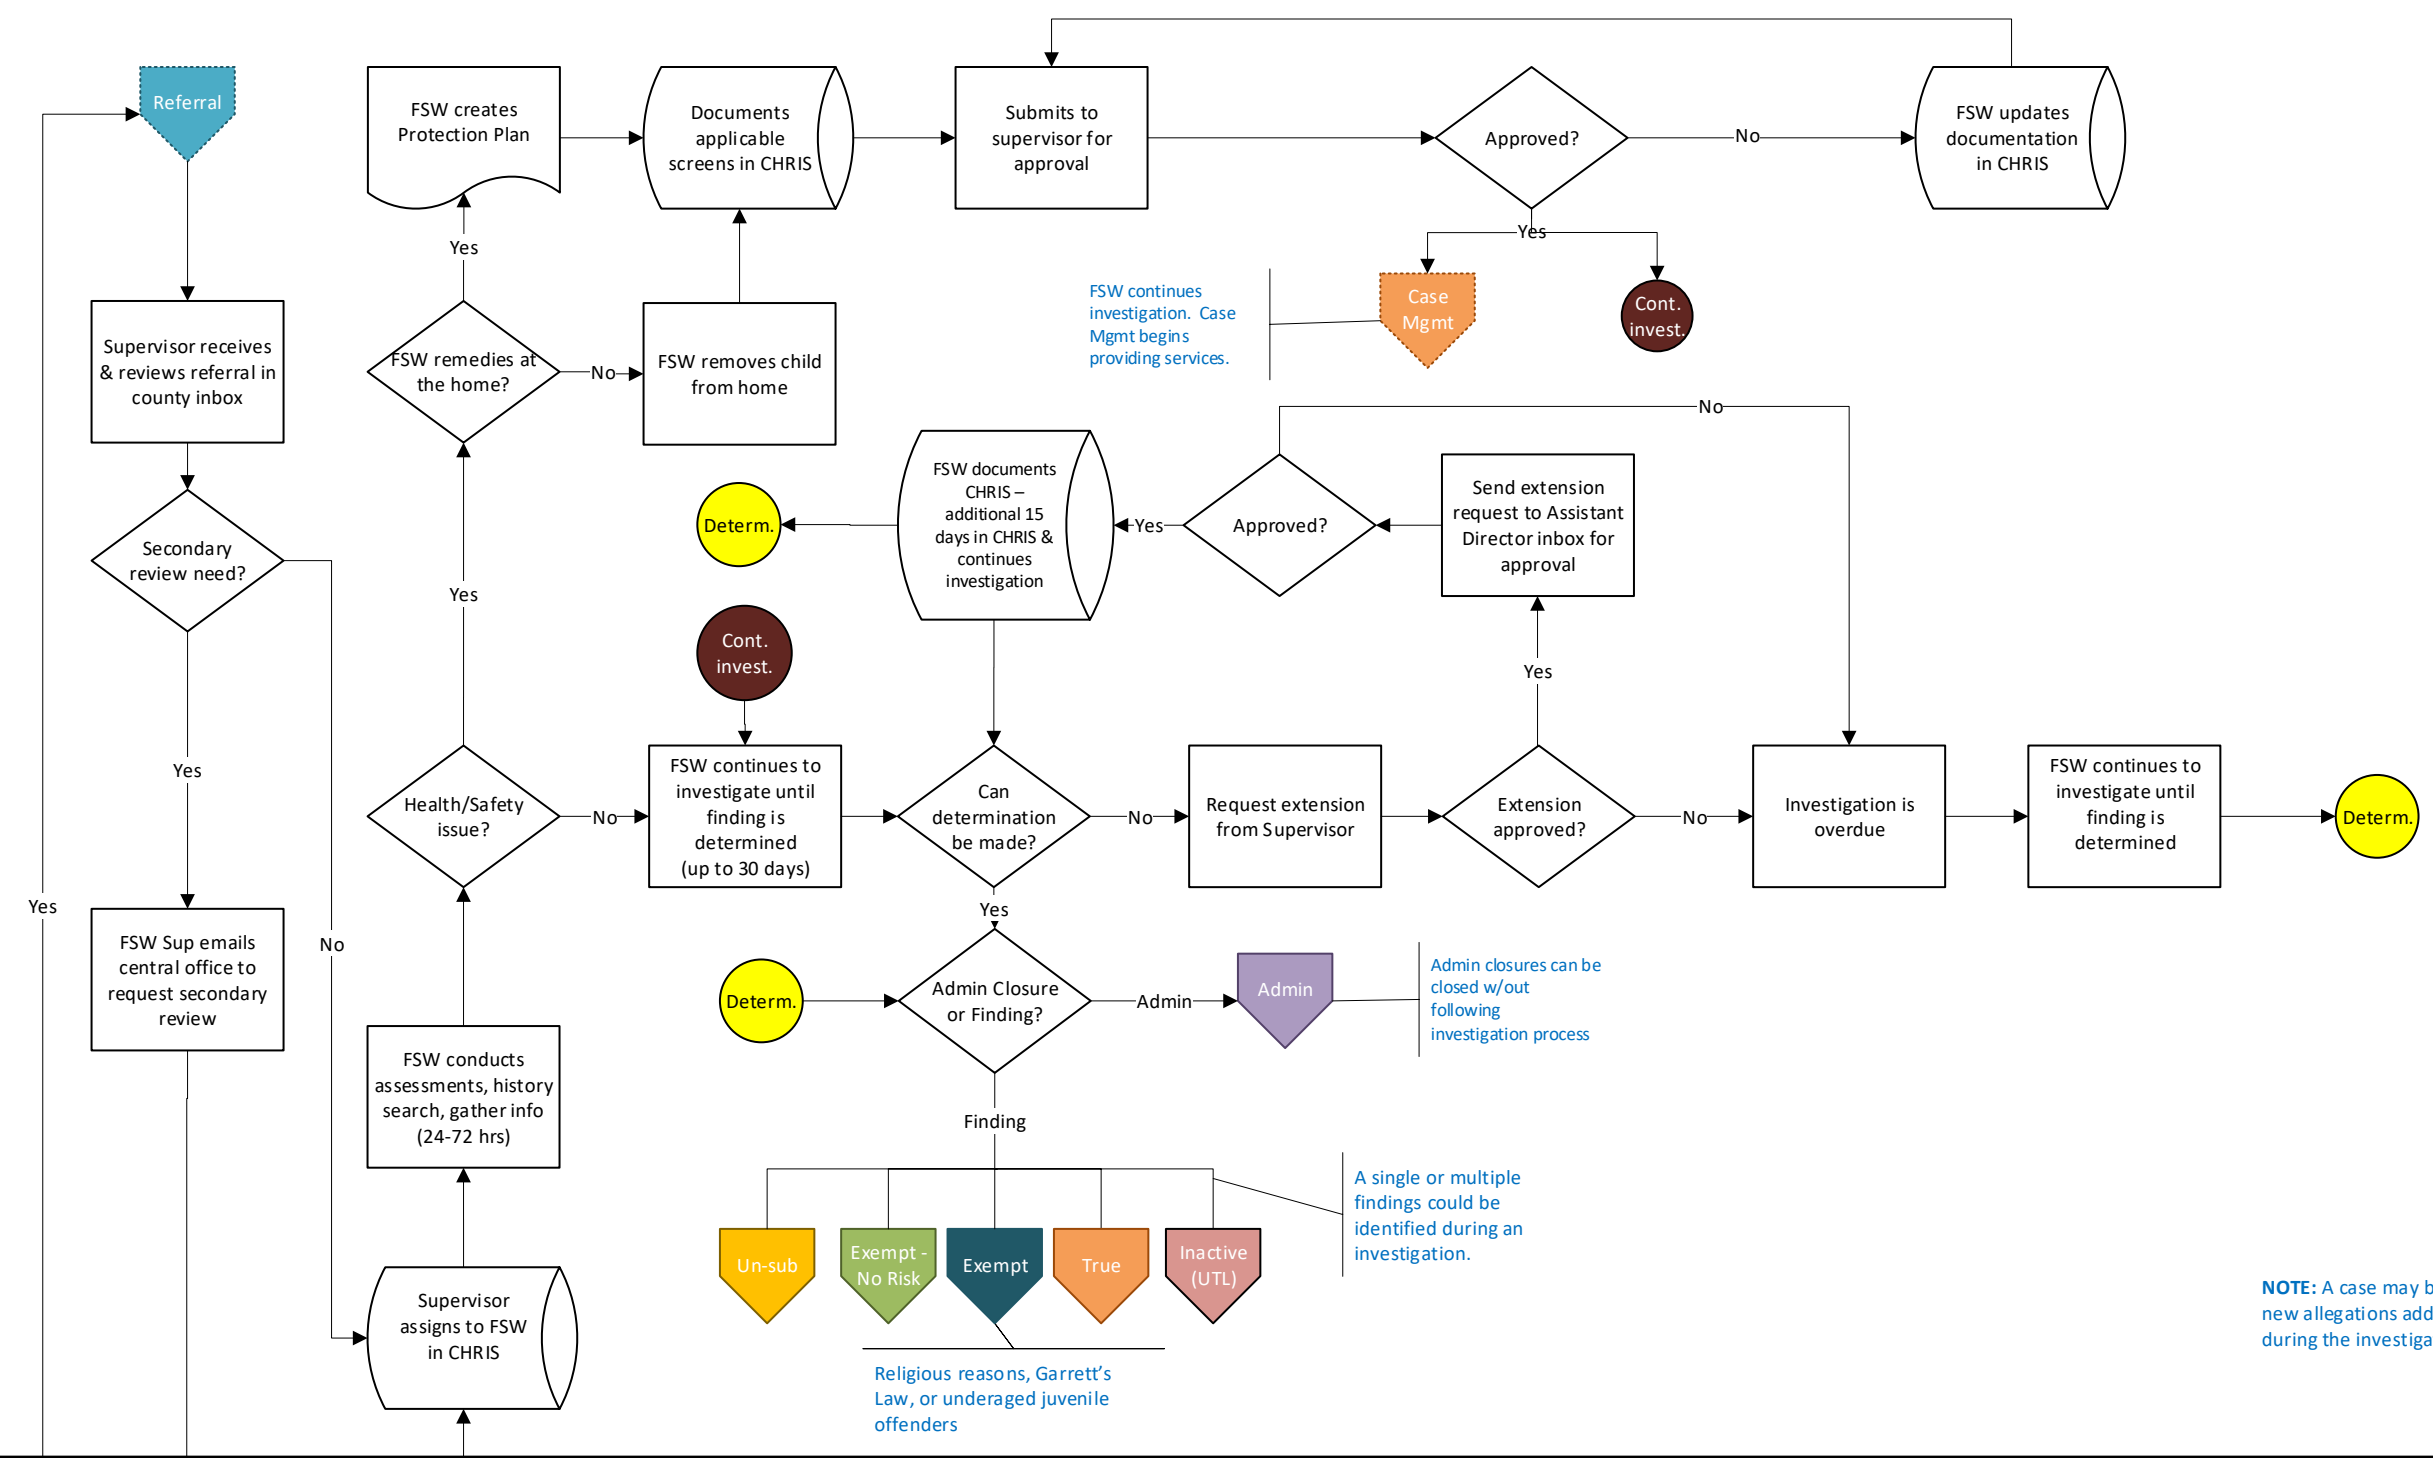 Referral
FSW creates
Protection Plan
Documents
applicable
screens in CHRIS
Submits to
supervisor for
approval
Approved?
No
FSW updates
documentation
in CHRIS
Yes
Yes
FSW continues
investigation.  Case
Mgmt begins
providing services.
Case
Mgmt
Cont.
invest.
Supervisor receives
& reviews referral in
county inbox
FSW remedies at
the home?
No
FSW removes child
from home
No
FSW documents
CHRIS –
additional 15
days in CHRIS &
continues
investigation
Determ.
Yes
Approved?
Send extension
request to Assistant
Director inbox for
approval
Secondary
review need?
Yes
Cont.
invest.
Yes
Yes
Health/Safety
issue?
No
FSW continues to
investigate until
finding is
determined
(up to 30 days)
Can
determination
be made?
No
Request extension
from Supervisor
Extension
approved?
No
Investigation is
overdue
FSW continues to
investigate until
finding is
determined
Determ.
Yes
Yes
No
FSW Sup emails
central office to
request secondary
review
Determ.
Admin Closure
or Finding?
Admin
Admin
Admin closures can be
closed w/out
following
investigation process
FSW conducts
assessments, history
search, gather info
(24-72 hrs)
Finding
A single or multiple
findings could be
identified during an
investigation.
Un-sub
Exempt -
No Risk
Exempt
True
Inactive
(UTL)
Supervisor
assigns to FSW
in CHRIS
Religious reasons, Garrett’s
Law, or underaged juvenile
offenders
NOTE: A case may b
new allegations add
during the investiga